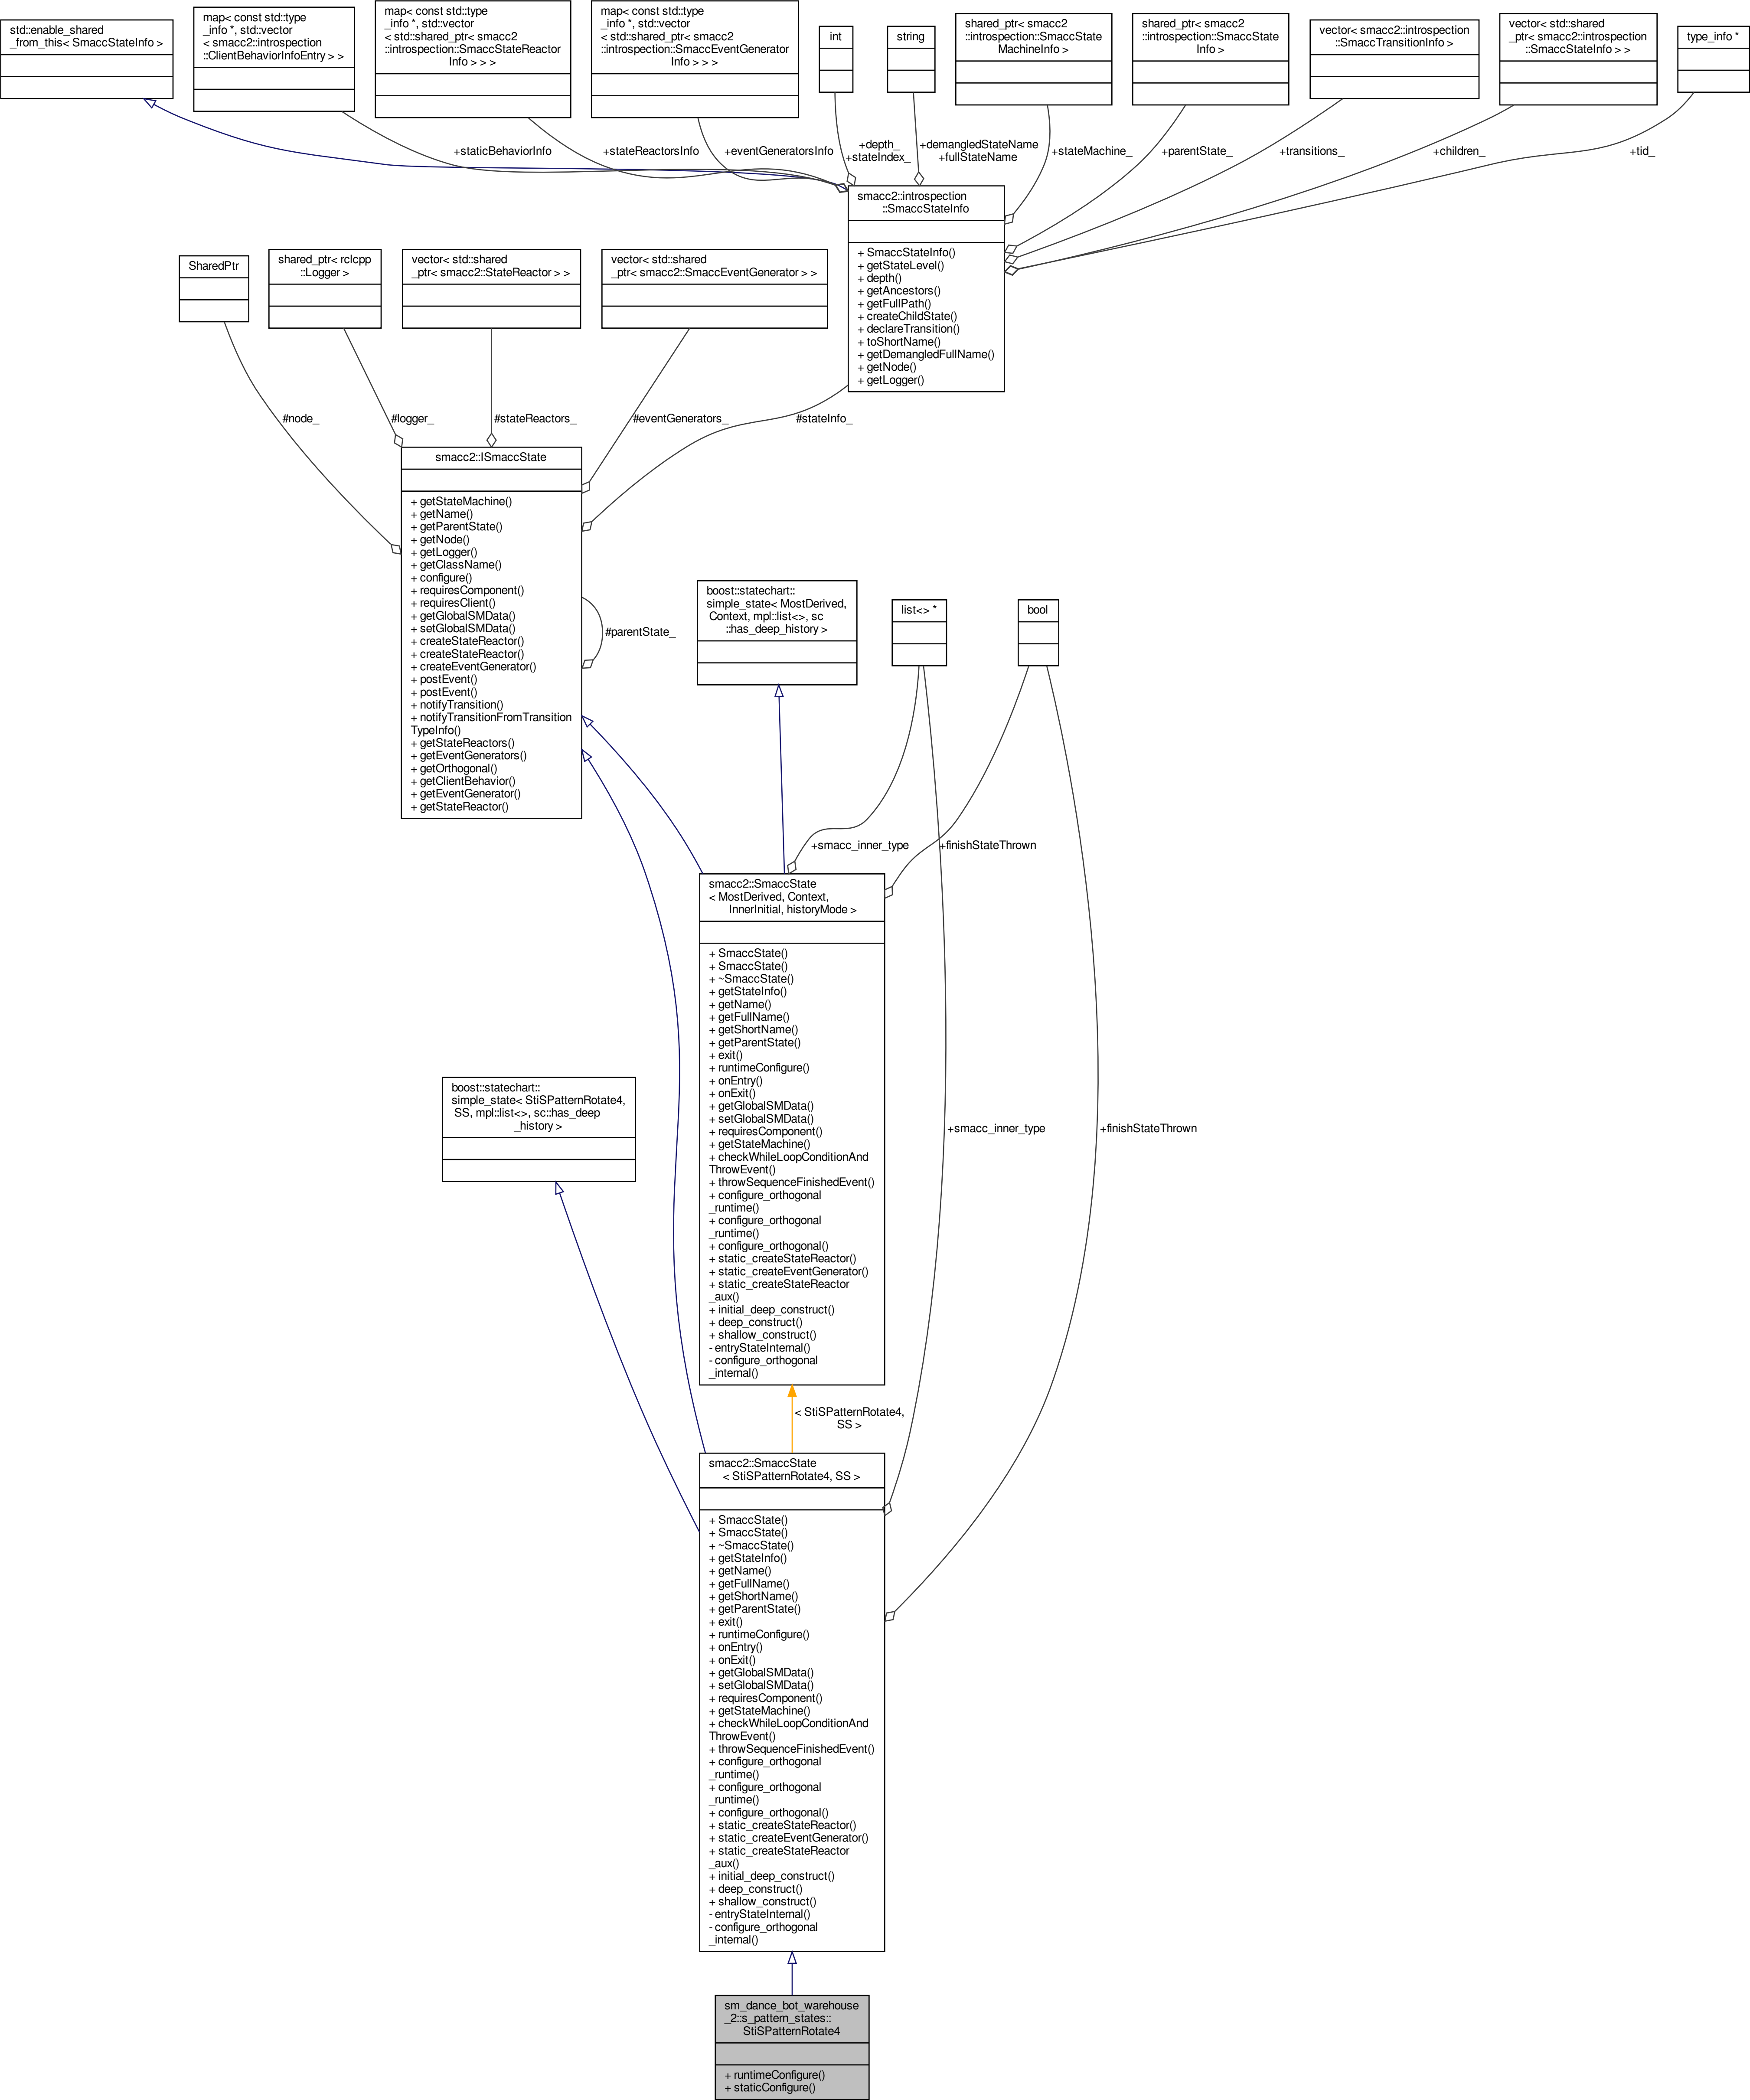 std::enable_shared
_from_this< SmaccStateInfo >
map< const std::type
_info *, std::vector
< smacc2::introspection
::ClientBehaviorInfoEntry > >
map< const std::type
_info *, std::vector
< std::shared_ptr< smacc2
::introspection::SmaccStateReactor
Info > > >
map< const std::type
_info *, std::vector
< std::shared_ptr< smacc2
::introspection::SmaccEventGenerator
Info > > >
int
string
shared_ptr< smacc2
::introspection::SmaccState
MachineInfo >
shared_ptr< smacc2
::introspection::SmaccState
Info >
vector< smacc2::introspection
::SmaccTransitionInfo >
vector< std::shared
_ptr< smacc2::introspection
::SmaccStateInfo > >
type_info *
+staticBehaviorInfo
+stateReactorsInfo
+eventGeneratorsInfo
+depth_
+stateIndex_
+demangledStateName
+fullStateName
+stateMachine_
+parentState_
+transitions_
+children_
+tid_
smacc2::introspection
::SmaccStateInfo
+ SmaccStateInfo()
+ getStateLevel()
+ depth()
+ getAncestors()
+ getFullPath()
+ createChildState()
+ declareTransition()
+ toShortName()
+ getDemangledFullName()
+ getNode()
+ getLogger()
SharedPtr
shared_ptr< rclcpp
::Logger >
vector< std::shared
_ptr< smacc2::StateReactor > >
vector< std::shared
_ptr< smacc2::SmaccEventGenerator > >
#node_
#logger_
#stateReactors_
#eventGenerators_
#stateInfo_
smacc2::ISmaccState
+ getStateMachine()
+ getName()
+ getParentState()
+ getNode()
+ getLogger()
+ getClassName()
+ configure()
+ requiresComponent()
+ requiresClient()
+ getGlobalSMData()
+ setGlobalSMData()
+ createStateReactor()
+ createStateReactor()
+ createEventGenerator()
+ postEvent()
+ postEvent()
+ notifyTransition()
+ notifyTransitionFromTransition
TypeInfo()
+ getStateReactors()
+ getEventGenerators()
+ getOrthogonal()
+ getClientBehavior()
+ getEventGenerator()
+ getStateReactor()
#parentState_
boost::statechart::
simple_state< MostDerived,
Context, mpl::list<>, sc
::has_deep_history >
list<> *
bool
+smacc_inner_type
+finishStateThrown
smacc2::SmaccState
< MostDerived, Context,
InnerInitial, historyMode >
+ SmaccState()
+ SmaccState()
+ ~SmaccState()
+ getStateInfo()
+ getName()
+ getFullName()
+ getShortName()
+ getParentState()
+ exit()
+ runtimeConfigure()
+ onEntry()
+ onExit()
+ getGlobalSMData()
+ setGlobalSMData()
+ requiresComponent()
+ getStateMachine()
+ checkWhileLoopConditionAnd
ThrowEvent()
+ throwSequenceFinishedEvent()
+ configure_orthogonal
_runtime()
+ configure_orthogonal
_runtime()
+ configure_orthogonal()
+ static_createStateReactor()
+ static_createEventGenerator()
+ static_createStateReactor
_aux()
+ initial_deep_construct()
+ deep_construct()
+ shallow_construct()
- entryStateInternal()
- configure_orthogonal
_internal()
boost::statechart::
simple_state< StiSPatternRotate4,
SS, mpl::list<>, sc::has_deep
_history >
+smacc_inner_type
+finishStateThrown
< StiSPatternRotate4,
SS >
smacc2::SmaccState
< StiSPatternRotate4, SS >
+ SmaccState()
+ SmaccState()
+ ~SmaccState()
+ getStateInfo()
+ getName()
+ getFullName()
+ getShortName()
+ getParentState()
+ exit()
+ runtimeConfigure()
+ onEntry()
+ onExit()
+ getGlobalSMData()
+ setGlobalSMData()
+ requiresComponent()
+ getStateMachine()
+ checkWhileLoopConditionAnd
ThrowEvent()
+ throwSequenceFinishedEvent()
+ configure_orthogonal
_runtime()
+ configure_orthogonal
_runtime()
+ configure_orthogonal()
+ static_createStateReactor()
+ static_createEventGenerator()
+ static_createStateReactor
_aux()
+ initial_deep_construct()
+ deep_construct()
+ shallow_construct()
- entryStateInternal()
- configure_orthogonal
_internal()
sm_dance_bot_warehouse
_2::s_pattern_states::
StiSPatternRotate4
+ runtimeConfigure()
+ staticConfigure()